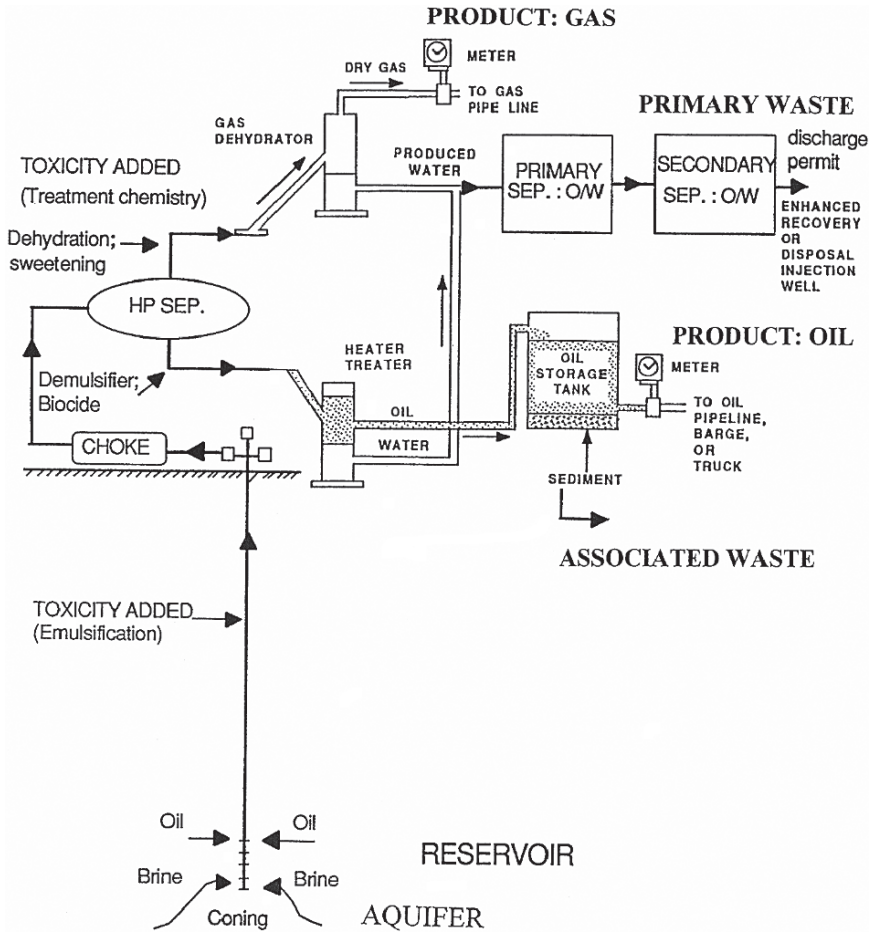 PRODUCT: GAS
METER
DRY GAS
TO GAS
PIPE LINE
GAS
DEHYDRATOR
PRIMARY WASTE
TOXICITY ADDED
(Treatment chemistry)
PRODUCED
WATER
PRIMARY
SEP.: O/W
SECONDARY
SEP.: O/W
discharge
permit
ENHANCED
RECOVERY
OR
DISPOSAL
INJECTION
WELL
Dehydration;
sweetening
HP SEP.
Demulsifier;
Biocide
HEATER
TREATER
OIL
STORAGE
TANK
PRODUCT: OIL
METER
TO OIL
PIPELINE,
BARGE,
OR
TRUCK
OIL
WATER
CHOKE
SEDIMENT
ASSOCIATED WASTE
TOXICITY ADDED
(Emulsification)
Oil
Oil
RESERVOIR
Brine
Brine
Coning
AQUIFER